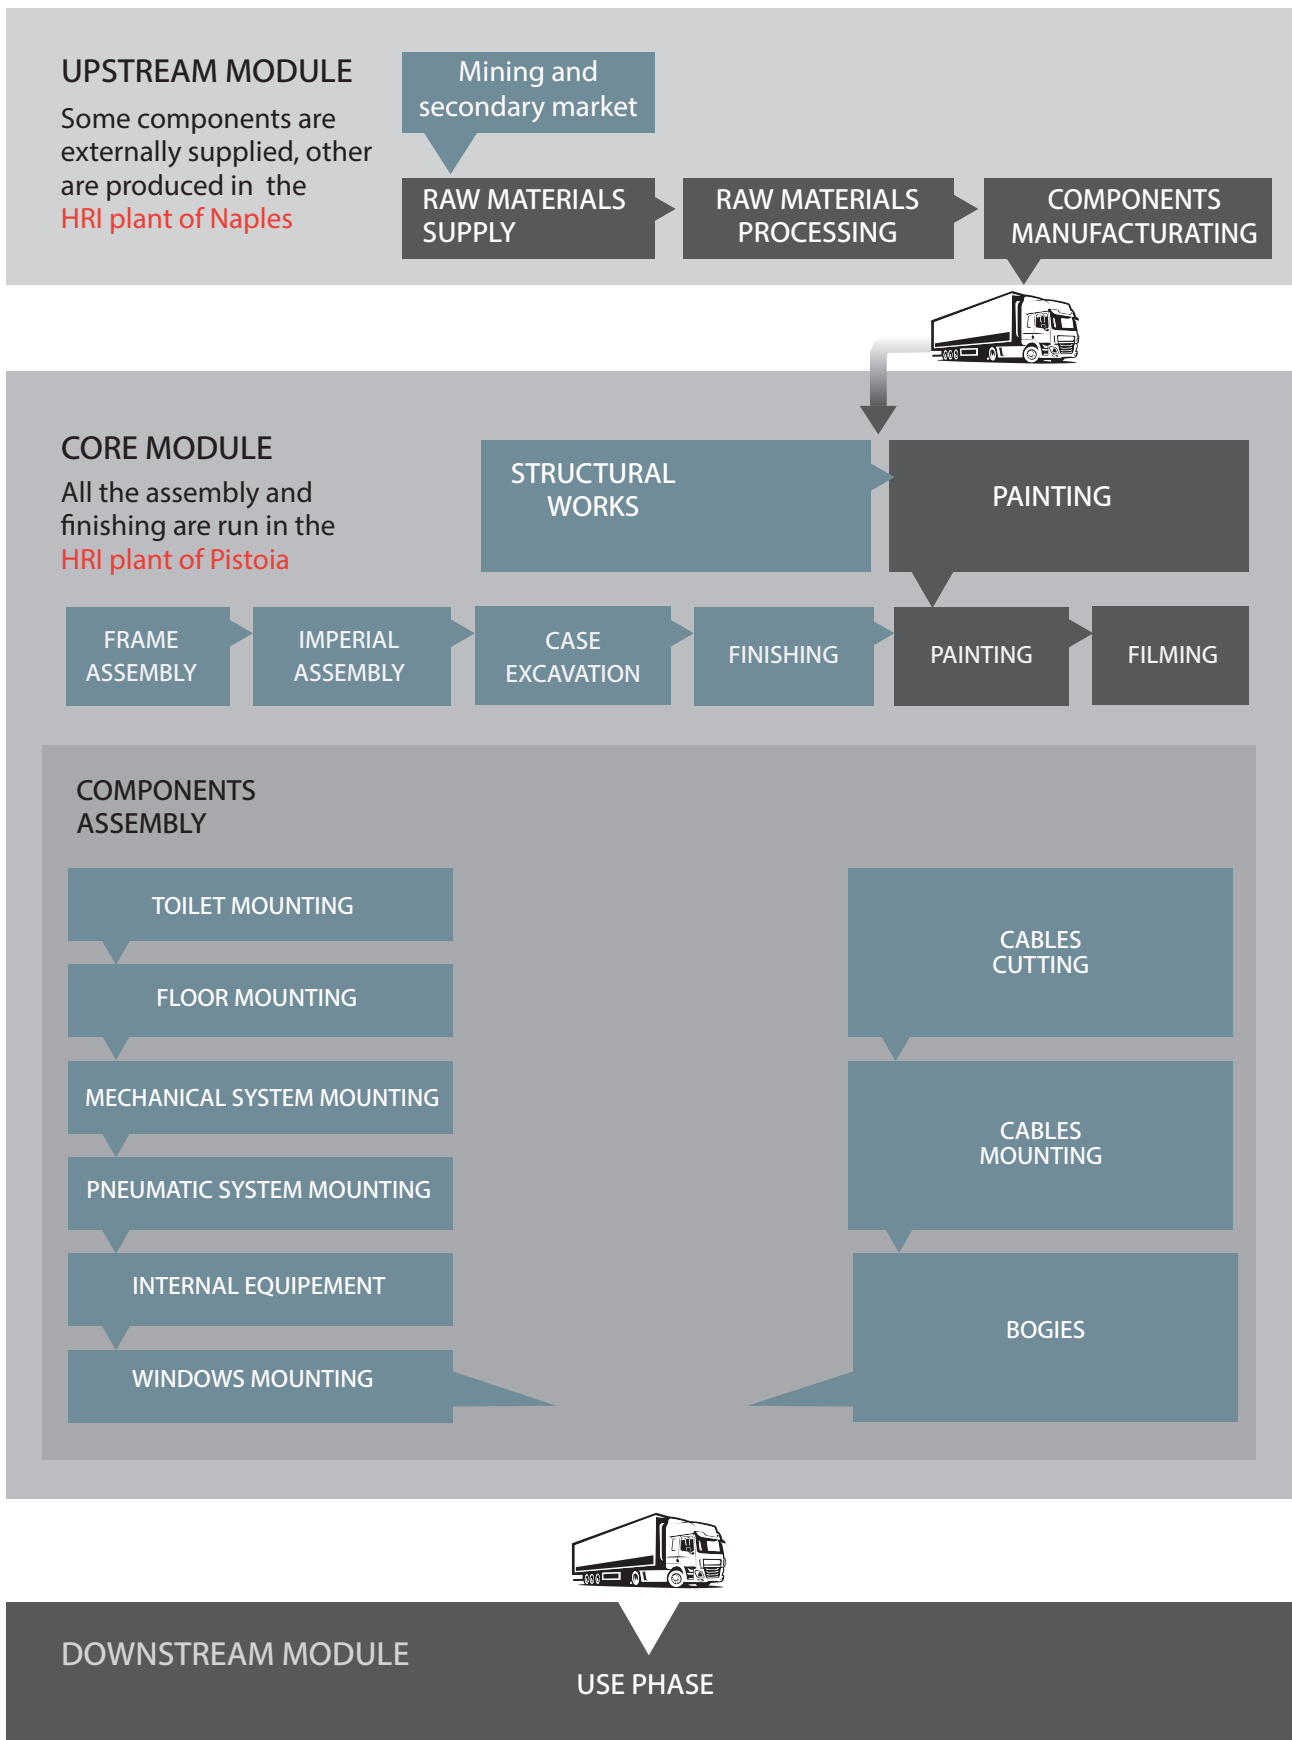 UPSTREAM MODULE
Some components are
externally supplied, other
are produced in the
HRI plant of Naples
Mining and
secondary market
RAW MATERIALS
SUPPLY
RAW MATERIALS
PROCESSING
COMPONENTS
MANUFACTURATING
CORE MODULE
All the assembly and
finishing are run in the
HRI plant of Pistoia
STRUCTURAL
WORKS
PAINTING
FRAME
ASSEMBLY
IMPERIAL
ASSEMBLY
CASE
EXCAVATION
FINISHING
PAINTING
FILMING
COMPONENTS
ASSEMBLY
TOILET MOUNTING
FLOOR MOUNTING
MECHANICAL SYSTEM MOUNTING
PNEUMATIC SYSTEM MOUNTING
INTERNAL EQUIPEMENT
WINDOWS MOUNTING
CABLES
CUTTING
CABLES
MOUNTING
BOGIES
DOWNSTREAM MODULE
USE PHASE